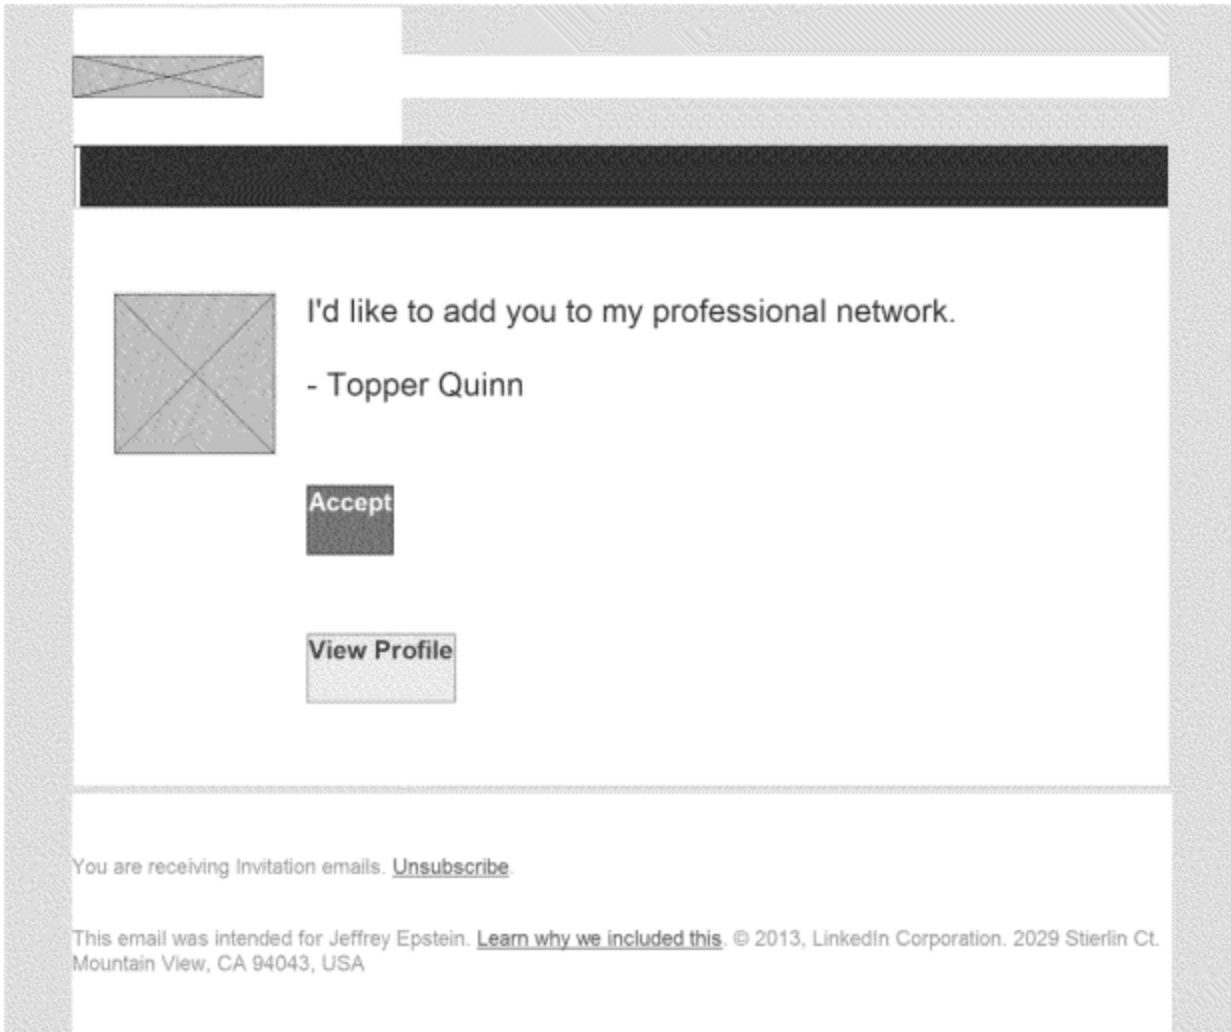 I'd like to add you to my professional network.
- Topper Quinn
Accept
View Profile
You are receiving Invitation emails. Unsubscribe.
This email was intended for Jeffrey Epstein. Learn why we included this. © 2013, LinkedIn Corporation. 2029 Stierlin Ct.
Mountain View, CA 94043, USA